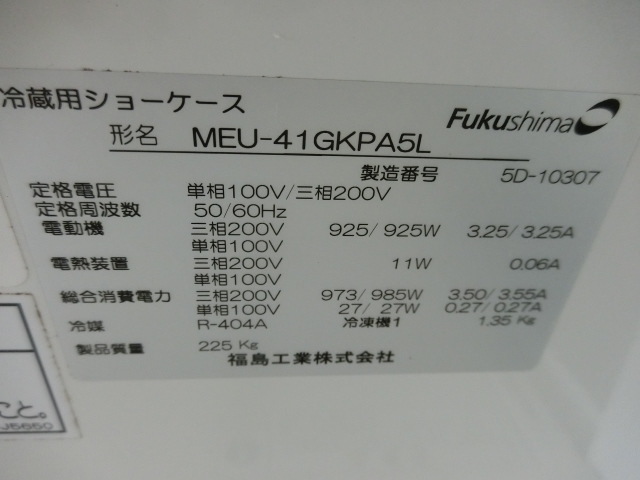 冷蔵用ショーケース
Fukushima
形名 MEU-41GKPA5L
製造番号 5D-10307
定格電圧 単相100V/三相200V
定格周波数 50/60Hz
電動機 三相200V 925/925W 3.25/3.25A
単相100V
電熱装置 三相200V 11W 0.06A
単相100V
総合消費電力 三相200V 973/985W 3.50/3.55A
単相100V 27/27W 0.27/0.27A
冷媒 R-404A 冷凍機1 1.35Kg
製品質量 225Kg
福島工業株式会社
こと。
J5650